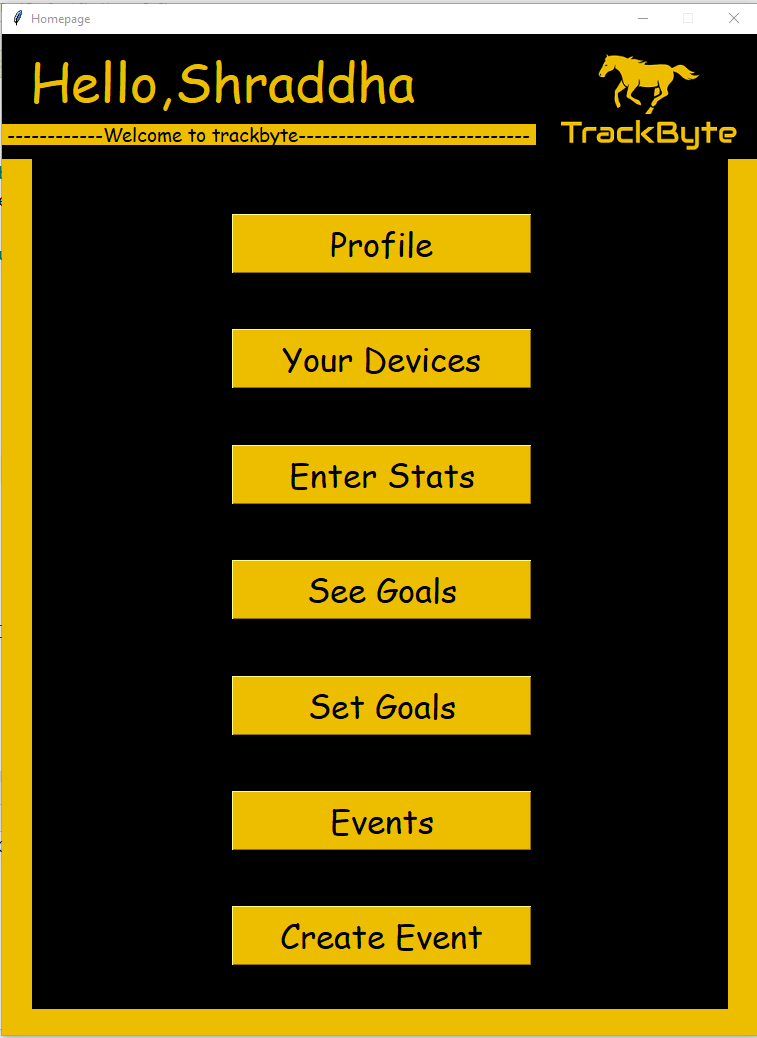 Homepage
Hello,Shraddha
------------Welcome to trackbyte-----------------------------
TrackByte
Profile
Your Devices
Enter Stats
See Goals
Set Goals
Events
Create Event